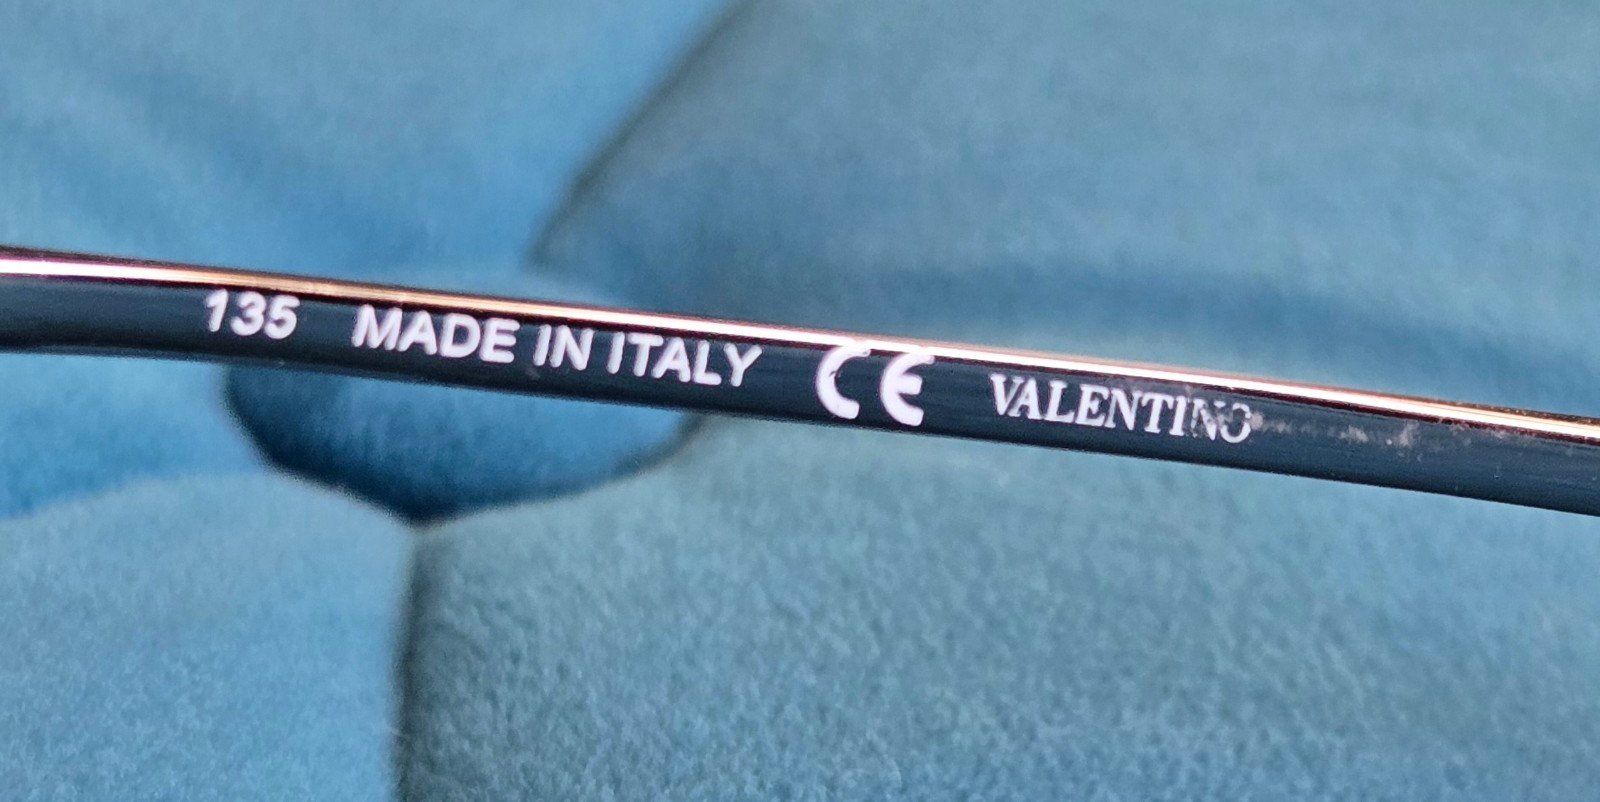 135 MADE IN ITALY CE VALENTINO